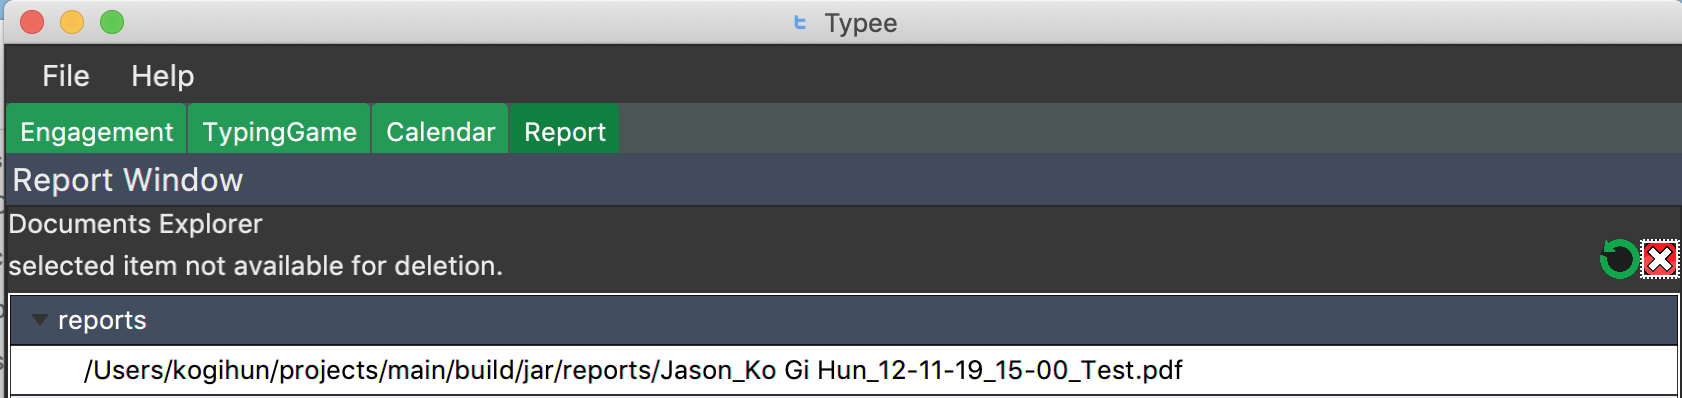 Typee
File Help
Engagement TypingGame Calendar Report
Report Window
Documents Explorer
selected item not available for deletion.
reports
/Users/kogihun/projects/main/build/jar/reports/Jason_Ko Gi Hun_12-11-19_15-00_Test.pdf